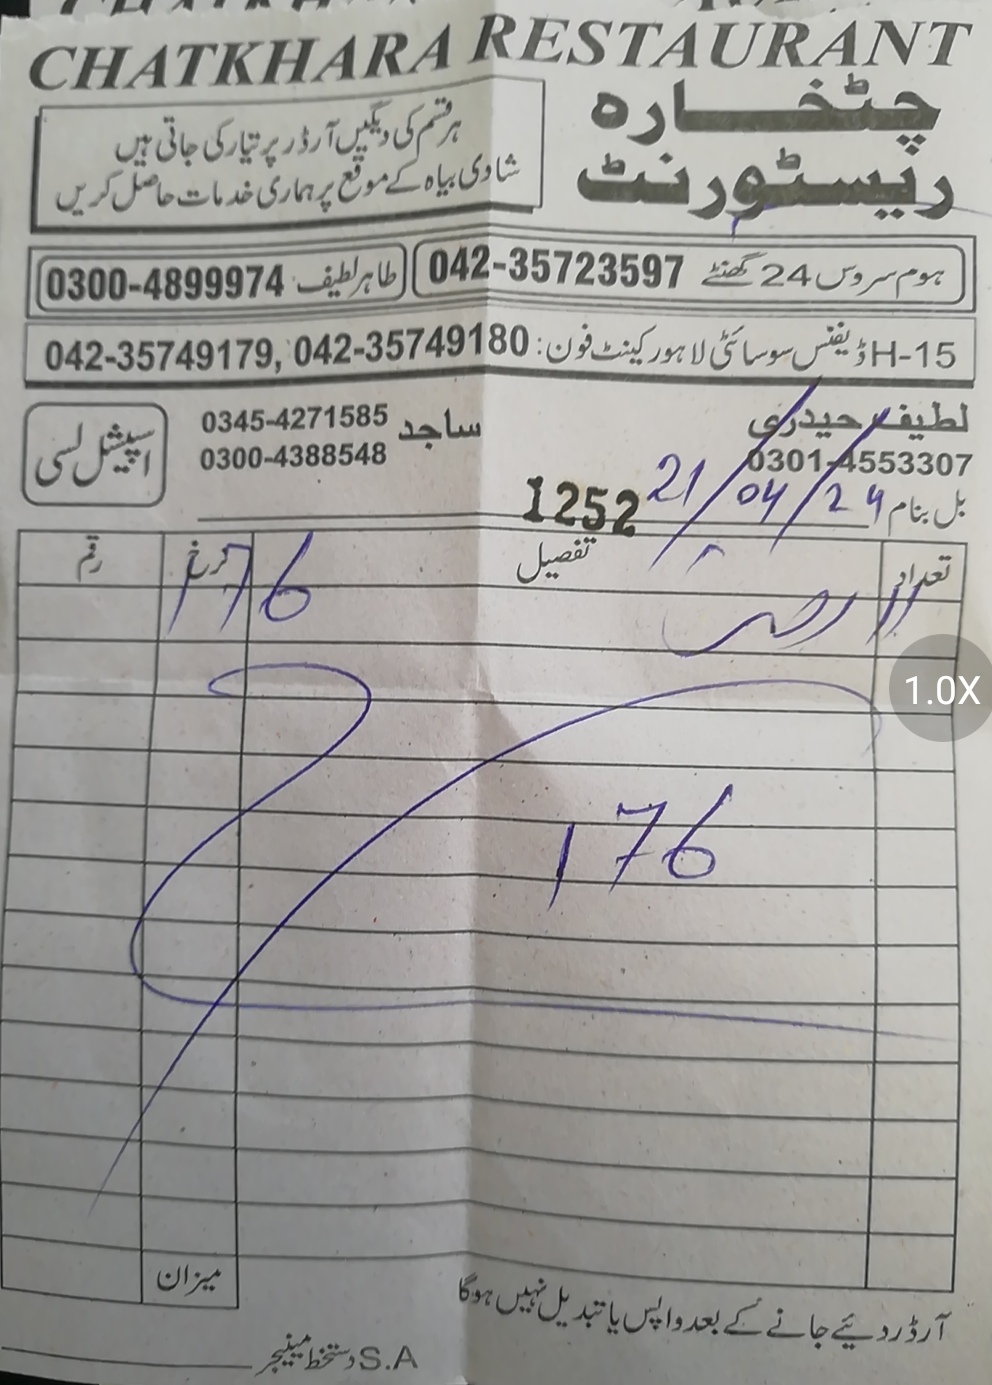 CHATKHARA RESTAURANT
چٹخارہ
ریسٹورنٹ
ہر قسم کی دیگیں آرڈر پر تیار کی جاتی ہیں
شادی بیاہ کے موقع پر ہماری خدمات حاصل کریں
ہوم سروس 24 گھنٹے 042-35723597
طاہر لطیف 0300-4899974
H-15 ڈیفنس سوسائٹی لاہور کینٹ فون: 042-35749180 ,042-35749179
لطیف حیدری
0301-4553307
ساجد 0345-4271585
0300-4388548
اسپیشل لسی
بل بنام 21/04/24
1252
تعداد تفصیل نرخ رقم
11 176
176
میزان
آرڈر دئیے جانے کے بعد واپس یا تبدیل نہیں ہوگا
S.A دستخط مینیجر
1.0X